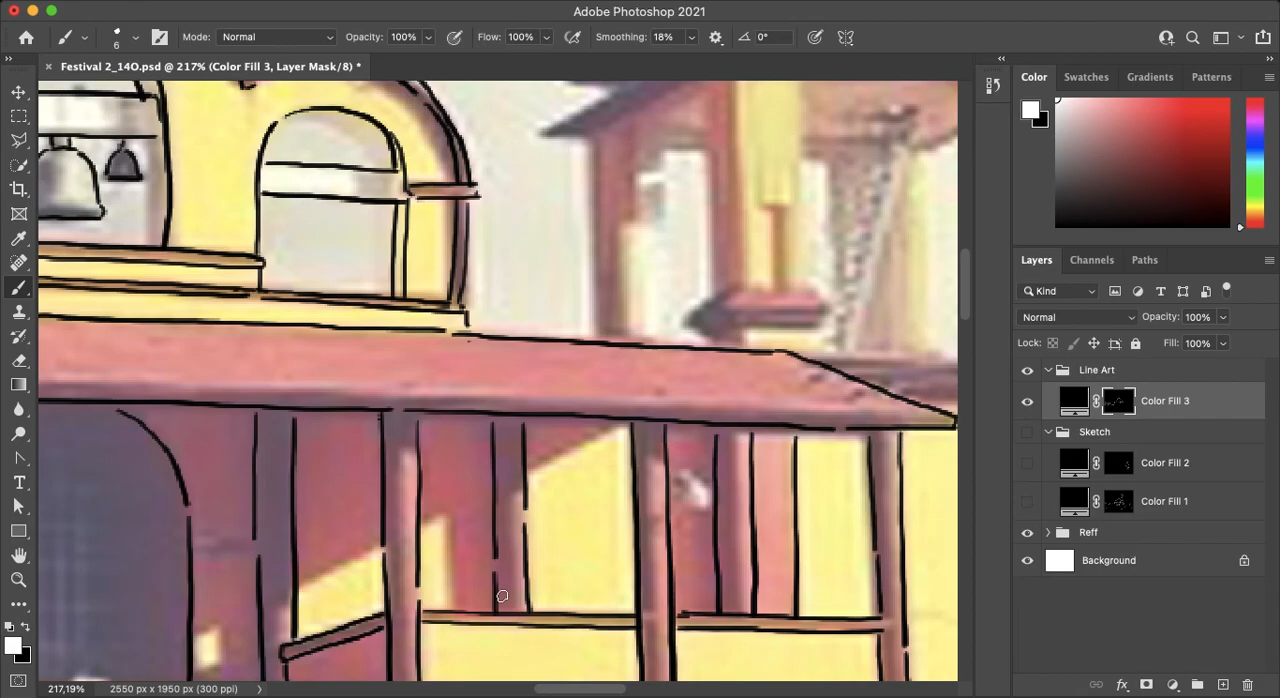 Adobe Photoshop 2021
6 Mode: Normal Opacity: 100% Flow: 100% Smoothing: 18% 0°
Festival 2_14O.psd @ 217% (Color Fill 3, Layer Mask/8) *
Color Swatches Gradients Patterns
Layers Channels Paths
Kind
Normal Opacity: 100%
Lock: Fill: 100%
Line Art
Color Fill 3
Sketch
Color Fill 2
Color Fill 1
Reff
Background
217,19% 2550 px x 1950 px (300 ppi)